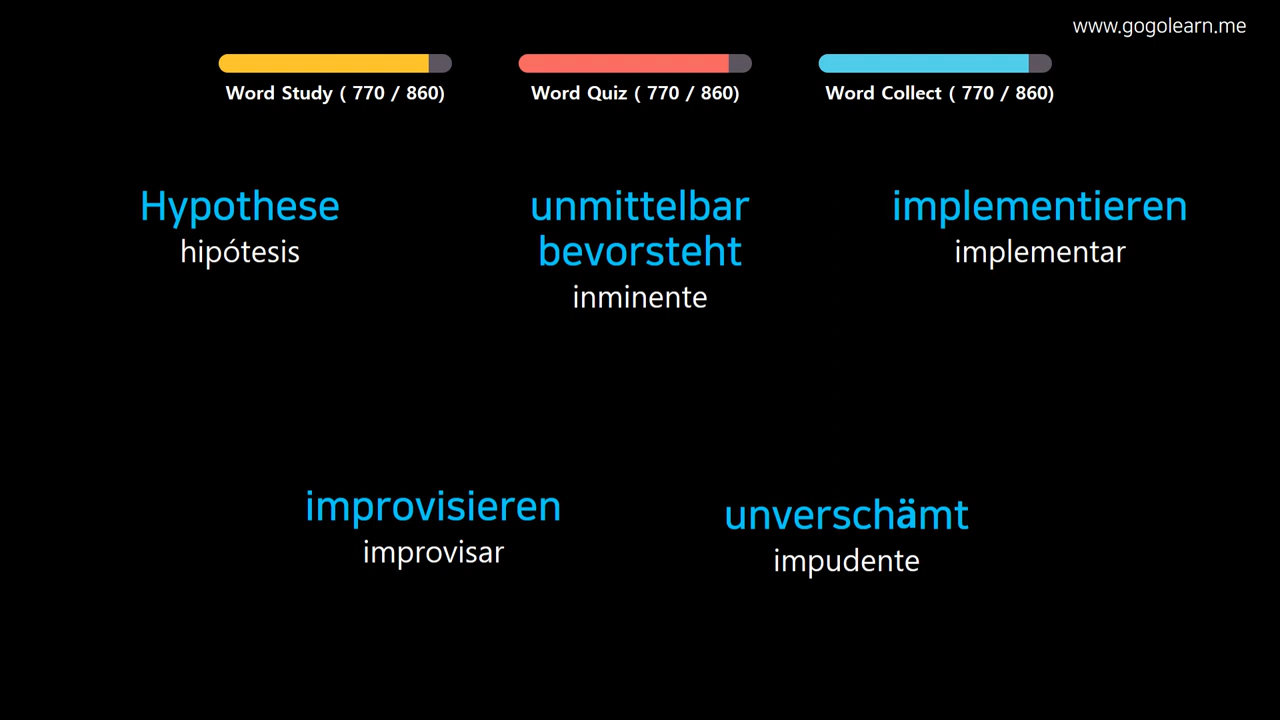 www.gogolearn.me
Word Study ( 770 / 860)
Word Quiz ( 770 / 860)
Word Collect ( 770 / 860)
Hypothese
hipótesis
unmittelbar
bevorsteht
inminente
implementieren
implementar
improvisieren
improvisar
unverschämt
impudente